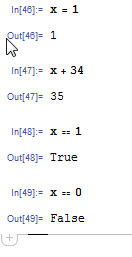 In[46]:= x = 1
Out[46]= 1
In[47]:= x + 34
Out[47]= 35
In[48]:= x == 1
Out[48]= True
In[49]:= x == 0
Out[49]= False
+